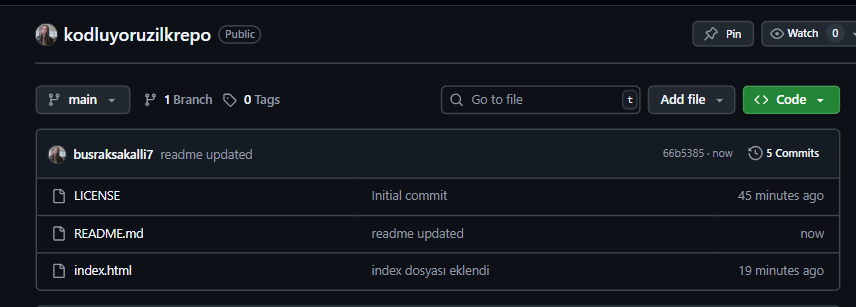 kodluyoruzilkrepo Public Pin Watch 0
main 1 Branch 0 Tags Go to file t Add file Code
busraksakalli7 readme updated 66b5385 · now 5 Commits
LICENSE Initial commit 45 minutes ago
README.md readme updated now
index.html index dosyası eklendi 19 minutes ago